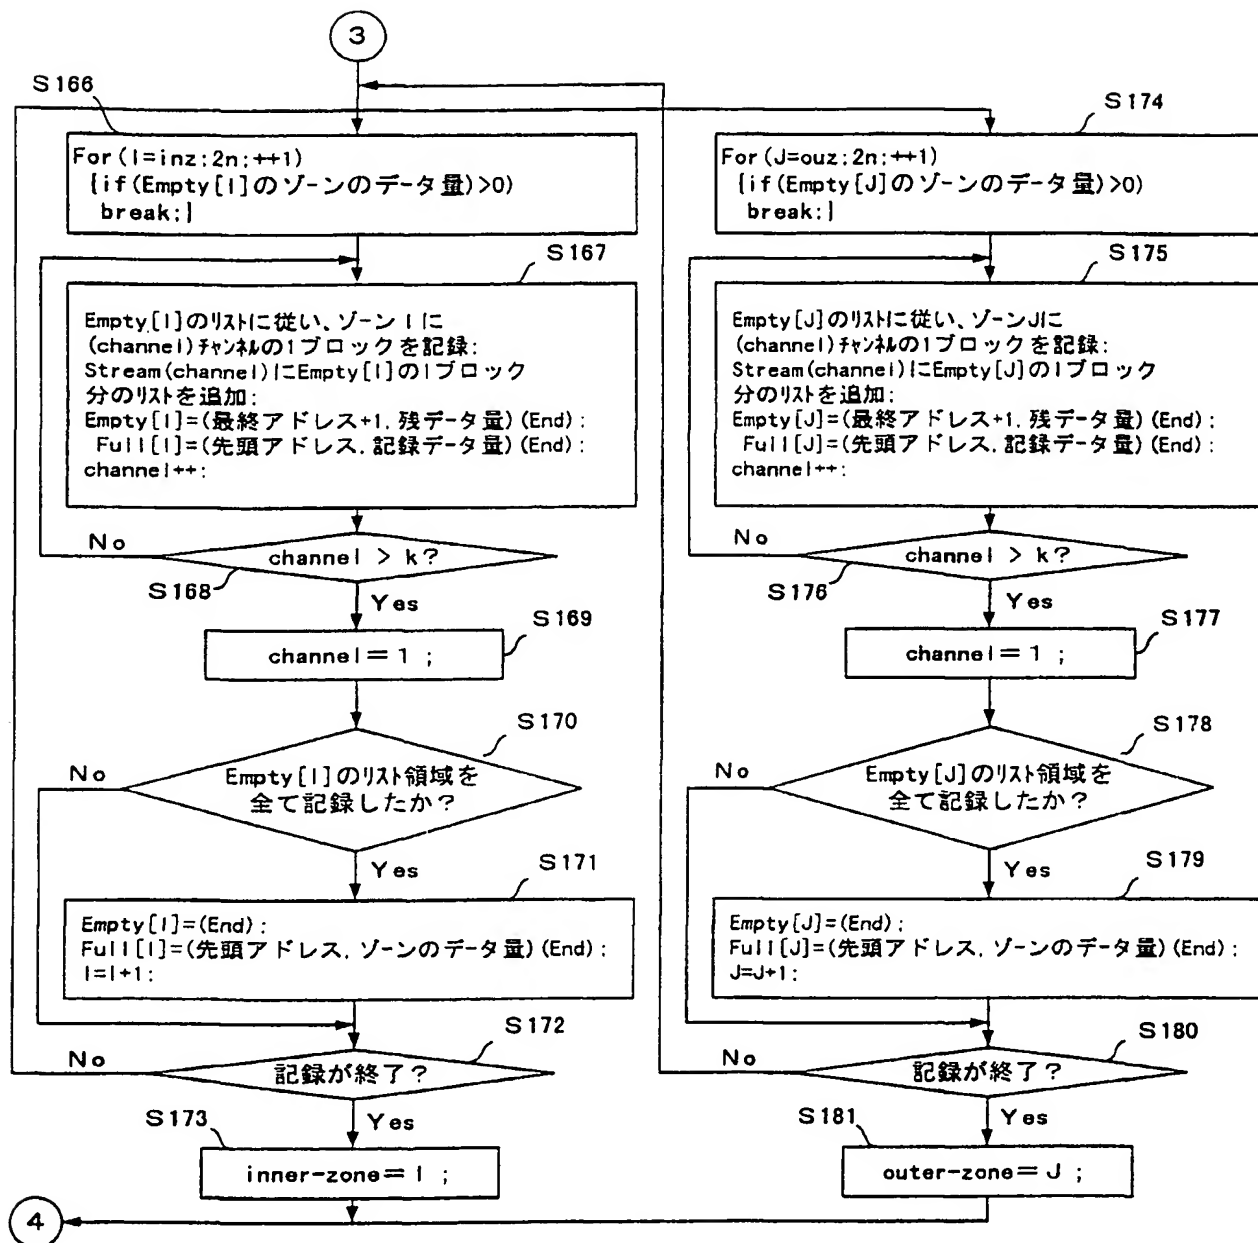 3
S166
For(I=inz:2n:++1)
{if(Empty[I]のゾーンのデータ量)>0)
break:}
S167
Empty[I]のリストに従い、ゾーンIに
(channel)チャンネルの1ブロックを記録:
Stream(channel)にEmpty[I]の1ブロック
分のリストを追加:
Empty[I]=(最終アドレス+1,残データ量)(End):
Full[I]=(先頭アドレス,記録データ量)(End):
channel++:
No
channel > k?
S168
Yes
S169
channel=1 ;
S170
No
Empty[I]のリスト領域を
全て記録したか?
Yes
S171
Empty[I]=(End):
Full[I]=(先頭アドレス,ゾーンのデータ量)(End):
I=I+1:
S172
No
記録が終了?
Yes
S173
inner-zone=I ;
4
S174
For(J=ouz:2n:++1)
{if(Empty[J]のゾーンのデータ量)>0)
break:}
S175
Empty[J]のリストに従い、ゾーンJに
(channel)チャンネルの1ブロックを記録:
Stream(channel)にEmpty[J]の1ブロック
分のリストを追加:
Empty[J]=(最終アドレス+1,残データ量)(End):
Full[J]=(先頭アドレス,記録データ量)(End):
channel++:
No
channel > k?
S176
Yes
S177
channel=1 ;
S178
No
Empty[J]のリスト領域を
全て記録したか?
Yes
S179
Empty[J]=(End):
Full[J]=(先頭アドレス,ゾーンのデータ量)(End):
J=J+1:
S180
No
記録が終了?
Yes
S181
outer-zone=J ;